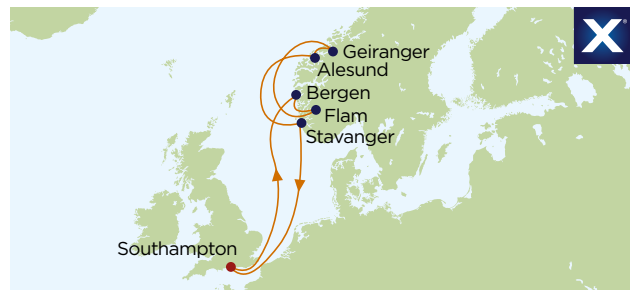 X
Geiranger
Alesund
Bergen
Flam
Stavanger
Southampton